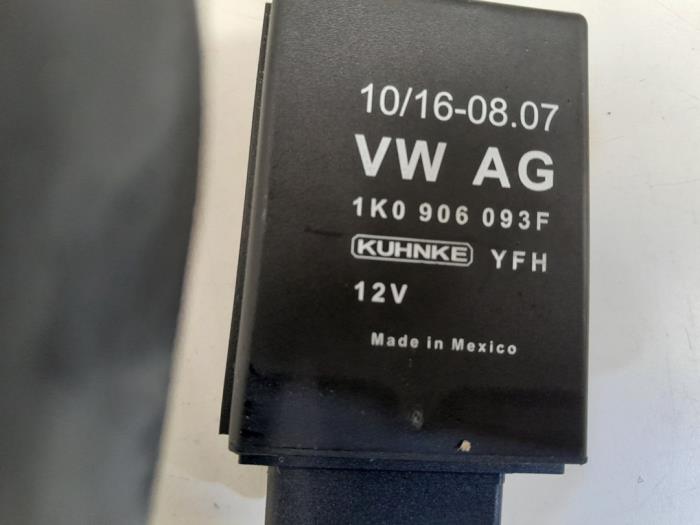 10/16-08.07
VW AG
1K0 906 093F
KUHNKE YFH
12V
Made in Mexico